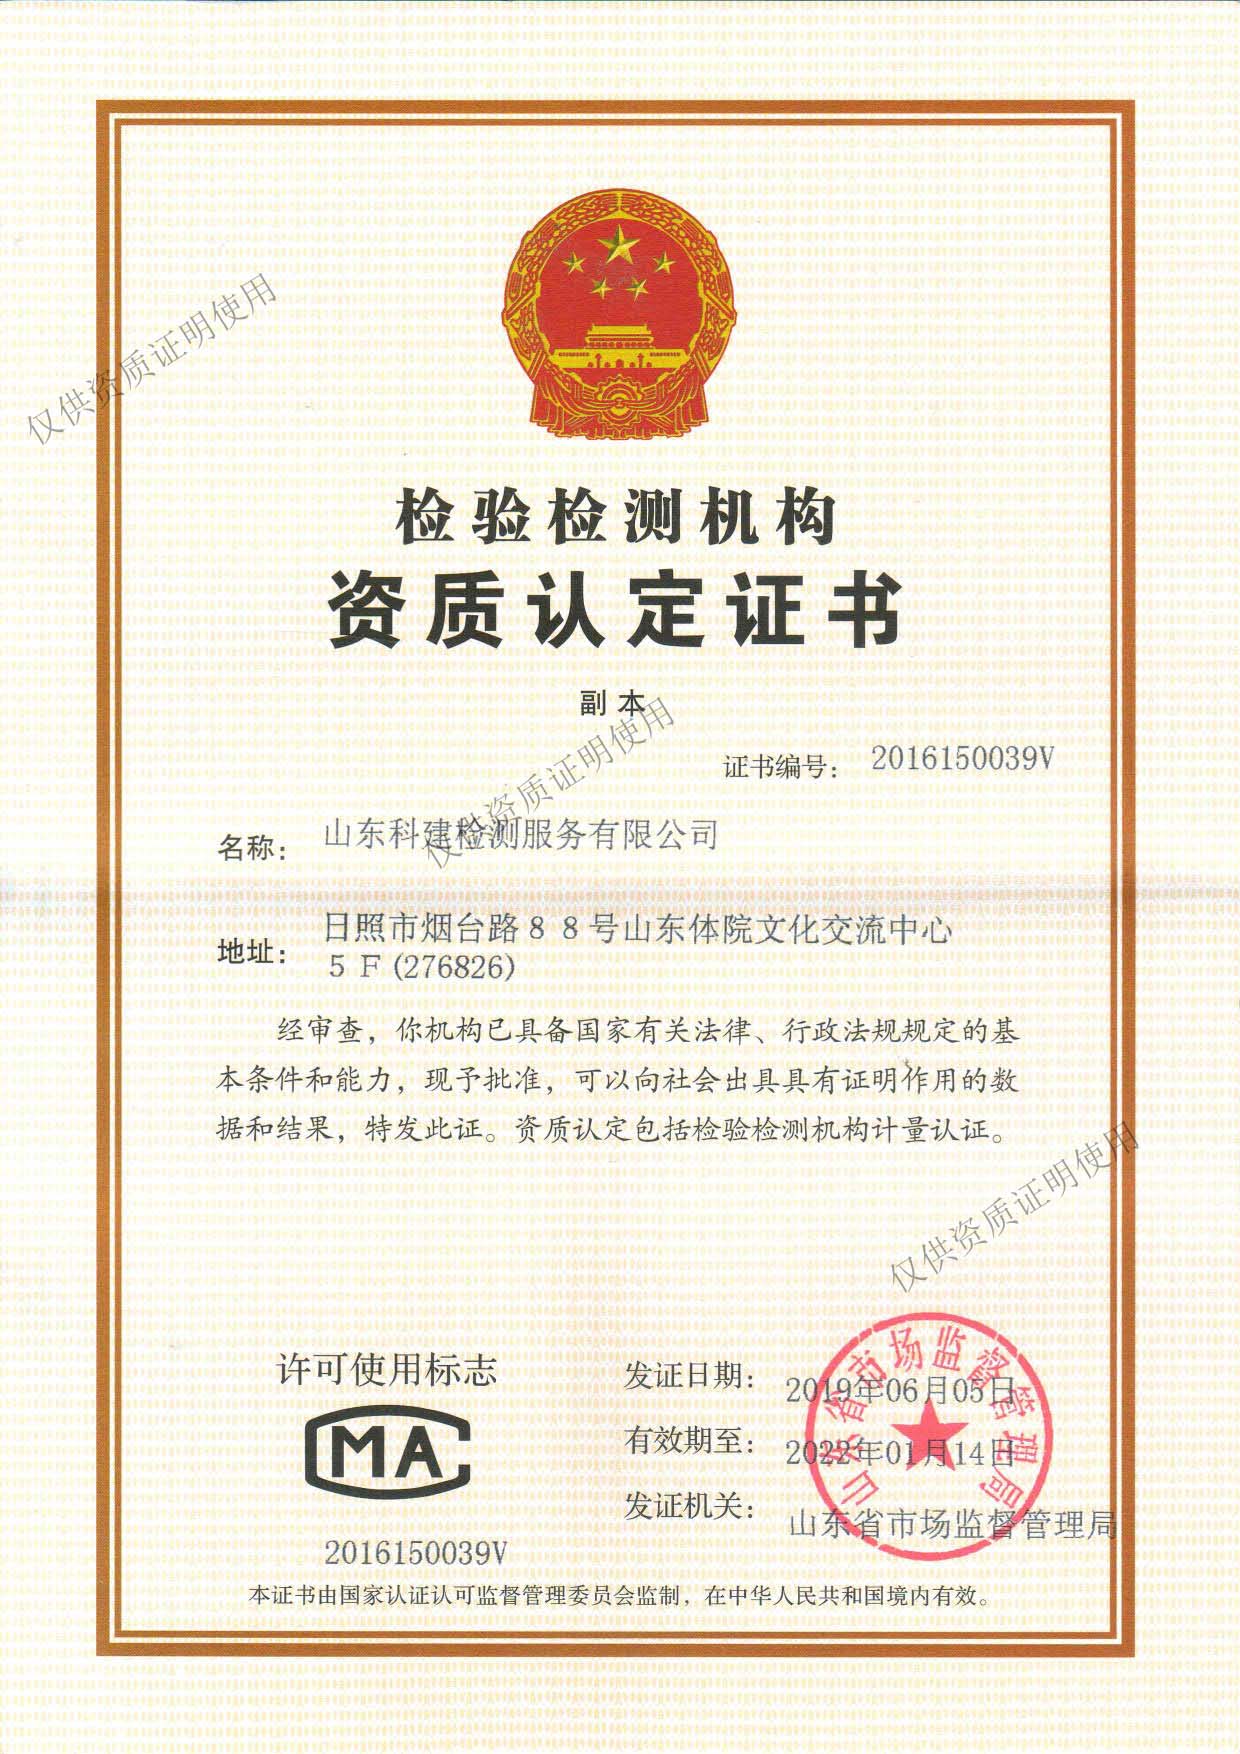 检验检测机构
资质认定证书
副本
证书编号： 2016150039V
名称： 山东科建检测服务有限公司
地址： 日照市烟台路８８号山东体院文化交流中心
５Ｆ(276826)
经审查，你机构已具备国家有关法律、行政法规规定的基
本条件和能力，现予批准，可以向社会出具具有证明作用的数
据和结果，特发此证。资质认定包括检验检测机构计量认证。
许可使用标志
MA
2016150039V
发证日期： 2019年06月05日
有效期至： 2022年01月14日
发证机关： 山东省市场监督管理局
山东省市场监督管理局
本证书由国家认证认可监督管理委员会监制，在中华人民共和国境内有效。
仅供资质证明使用
仅供资质证明使用
仅供资质证明使用